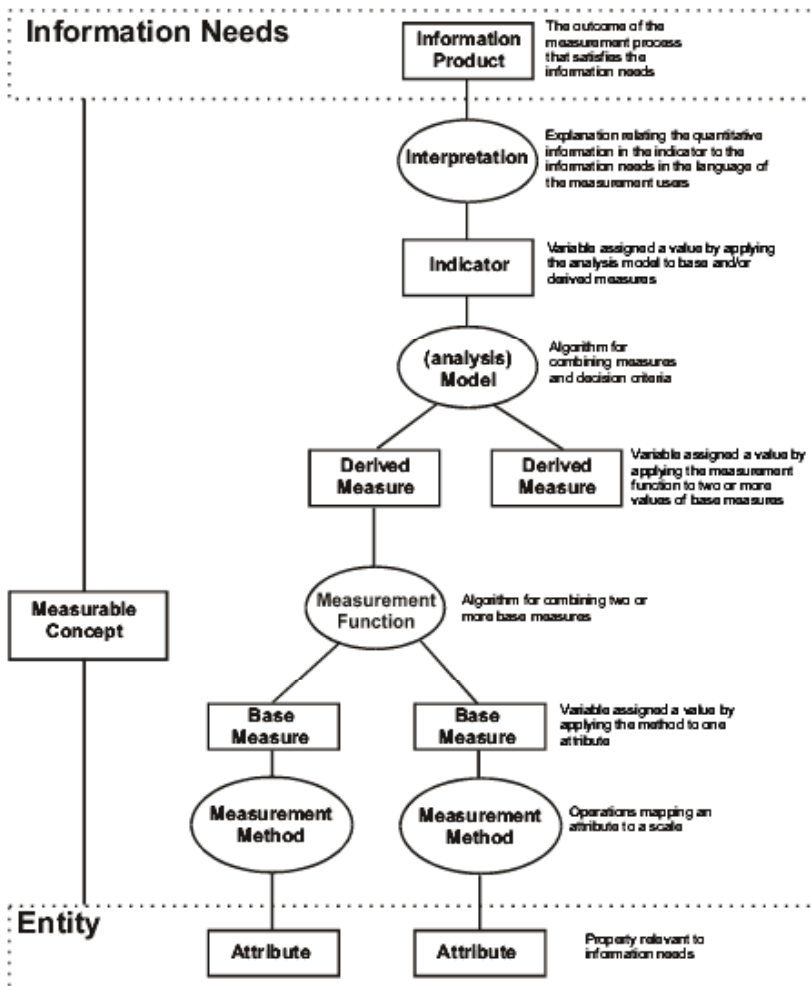 Information Needs
Information
Product
The outcome of the
measurement process
that satisfies the
information needs
Interpretation
Explanation relating the quantitative
information in the indicator to the
information needs in the language of
the measurement users
Indicator
Variable assigned a value by applying
the analysis model to base and/or
derived measures
(analysis)
Model
Algorithm for
combining measures
and decision criteria
Derived
Measure
Derived
Measure
Variable assigned a value by
applying the measurement
function to two or more
values of base measures
Measurable
Concept
Measurement
Function
Algorithm for combining two or
more base measures
Base
Measure
Base
Measure
Variable assigned a value by
applying the method to one
attribute
Measurement
Method
Measurement
Method
Operations mapping an
attribute to a scale
Entity
Attribute
Attribute
Property relevant to
information needs